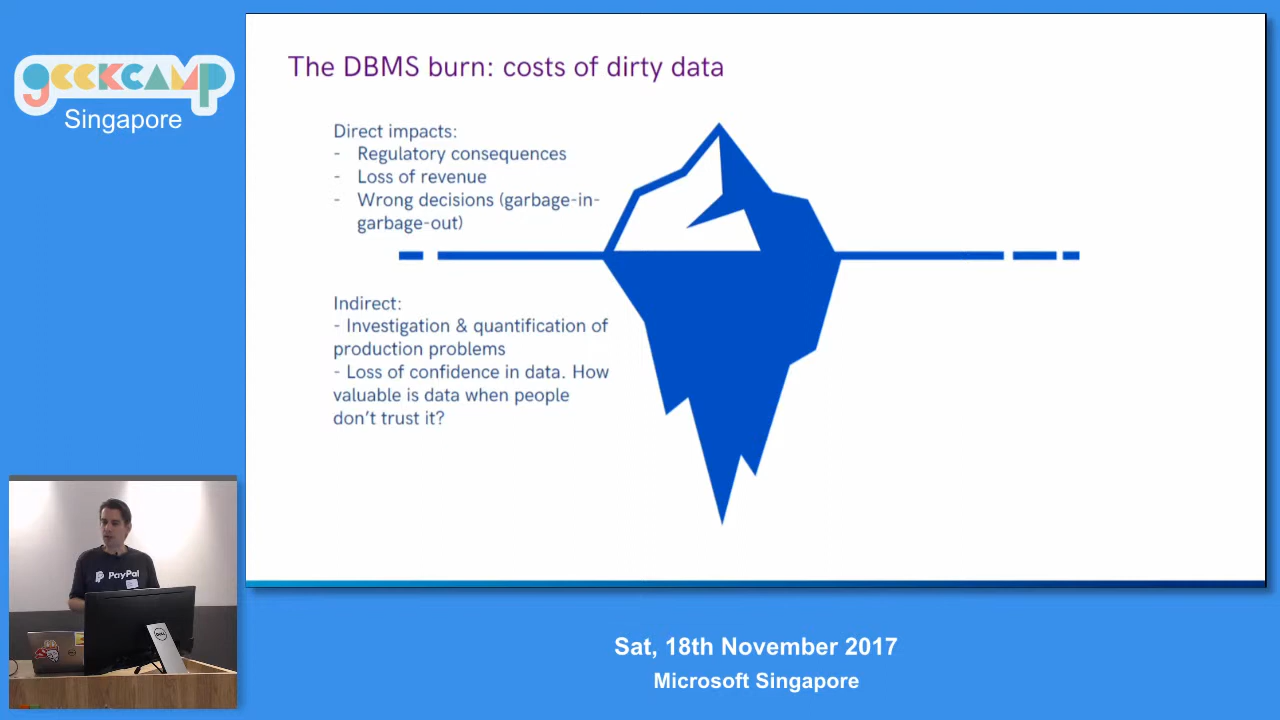 geekcamp
Singapore
The DBMS burn: costs of dirty data
Direct impacts:
- Regulatory consequences
- Loss of revenue
- Wrong decisions (garbage-in-
garbage-out)
Indirect:
- Investigation & quantification of
production problems
- Loss of confidence in data. How
valuable is data when people
don't trust it?
PayPal
DELL
Sat, 18th November 2017
Microsoft Singapore